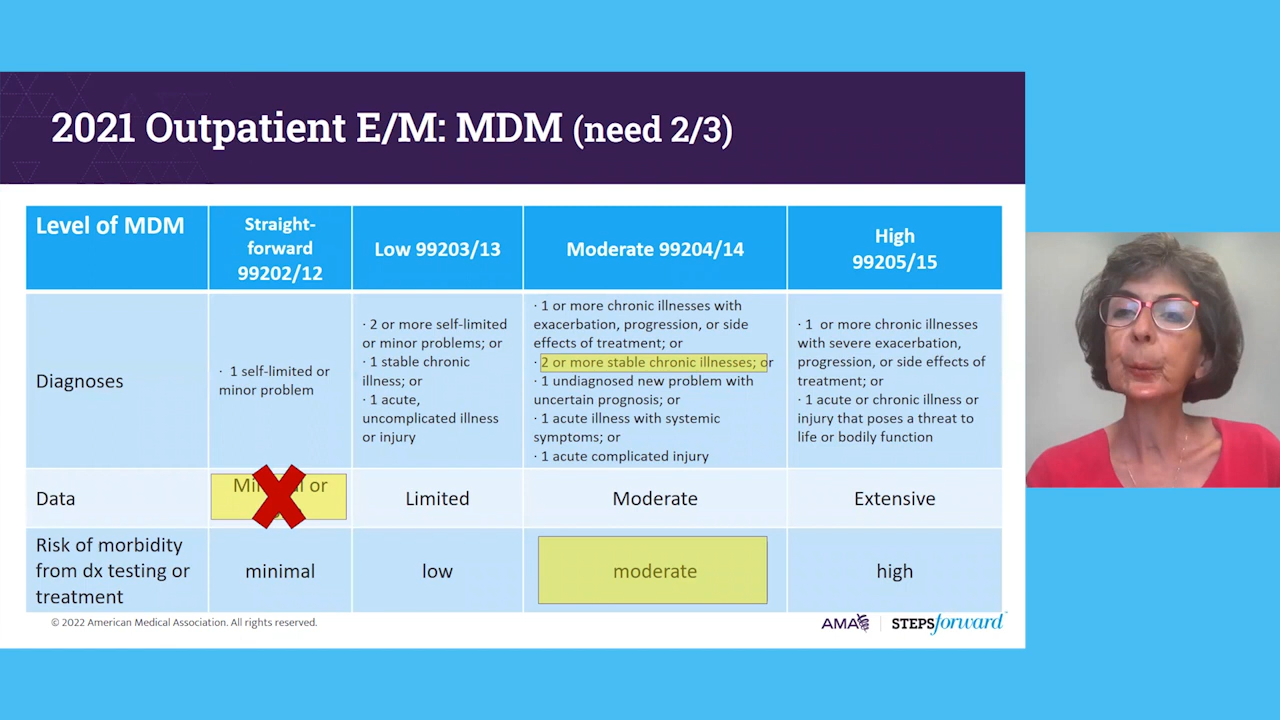 2021 Outpatient E/M: MDM (need 2/3)
Level of MDM
Straight-
forward
99202/12
Low 99203/13
Moderate 99204/14
High
99205/15
Diagnoses
· 1 self-limited or
minor problem
· 2 or more self-limited
or minor problems; or
· 1 stable chronic
illness; or
· 1 acute,
uncomplicated illness
or injury
· 1 or more chronic illnesses with
exacerbation, progression, or side
effects of treatment; or
· 2 or more stable chronic illnesses; or
· 1 undiagnosed new problem with
uncertain prognosis; or
· 1 acute illness with systemic
symptoms; or
· 1 acute complicated injury
· 1 or more chronic illnesses
with severe exacerbation,
progression, or side effects of
treatment; or
· 1 acute or chronic illness or
injury that poses a threat to
life or bodily function
Data
or
Limited
Moderate
Extensive
Risk of morbidity
from dx testing or
treatment
minimal
low
moderate
high
© 2022 American Medical Association. All rights reserved.
AMA
STEPSforward™